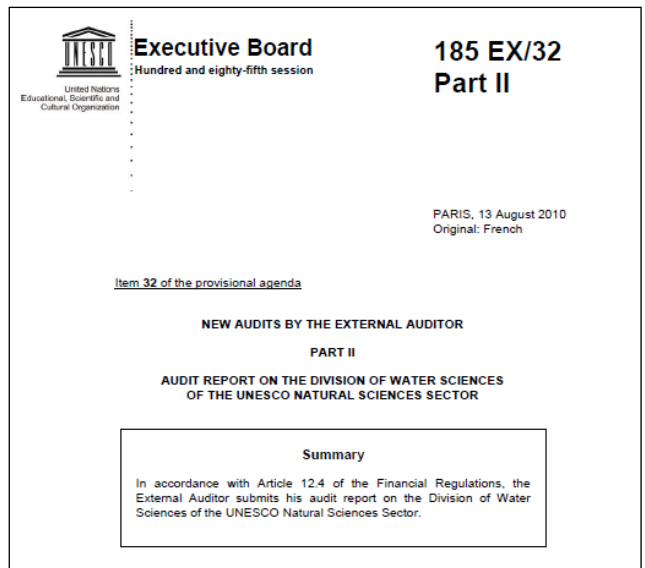 UNESCO
United Nations
Educational, Scientific and
Cultural Organization
Executive Board
Hundred and eighty-fifth session
185 EX/32
Part II
PARIS, 13 August 2010
Original: French
Item 32 of the provisional agenda
NEW AUDITS BY THE EXTERNAL AUDITOR
PART II
AUDIT REPORT ON THE DIVISION OF WATER SCIENCES
OF THE UNESCO NATURAL SCIENCES SECTOR
Summary
In accordance with Article 12.4 of the Financial Regulations, the
External Auditor submits his audit report on the Division of Water
Sciences of the UNESCO Natural Sciences Sector.